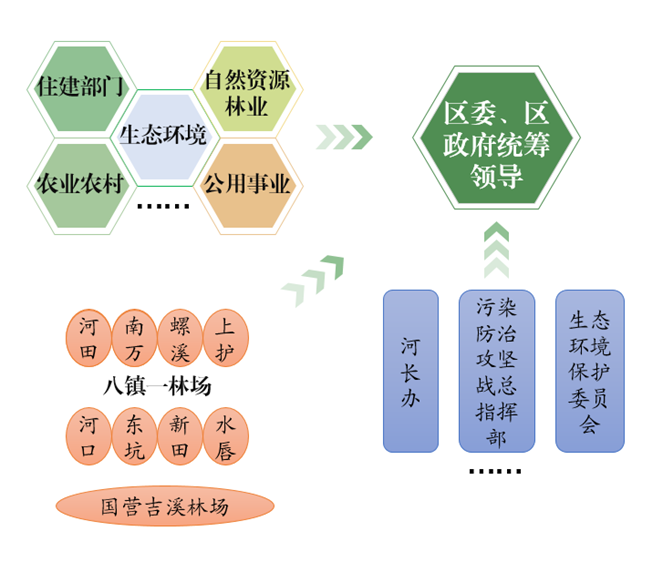 住建部门
自然资源
林业
生态环境
农业农村
公用事业
……
区委、区
政府统筹
领导
河田
南万
螺溪
上护
八镇一林场
河口
东坑
新田
水唇
国营吉溪林场
河长办
污染
防治
攻坚
战总
指挥
部
生态
环境
保护
委员
会
……